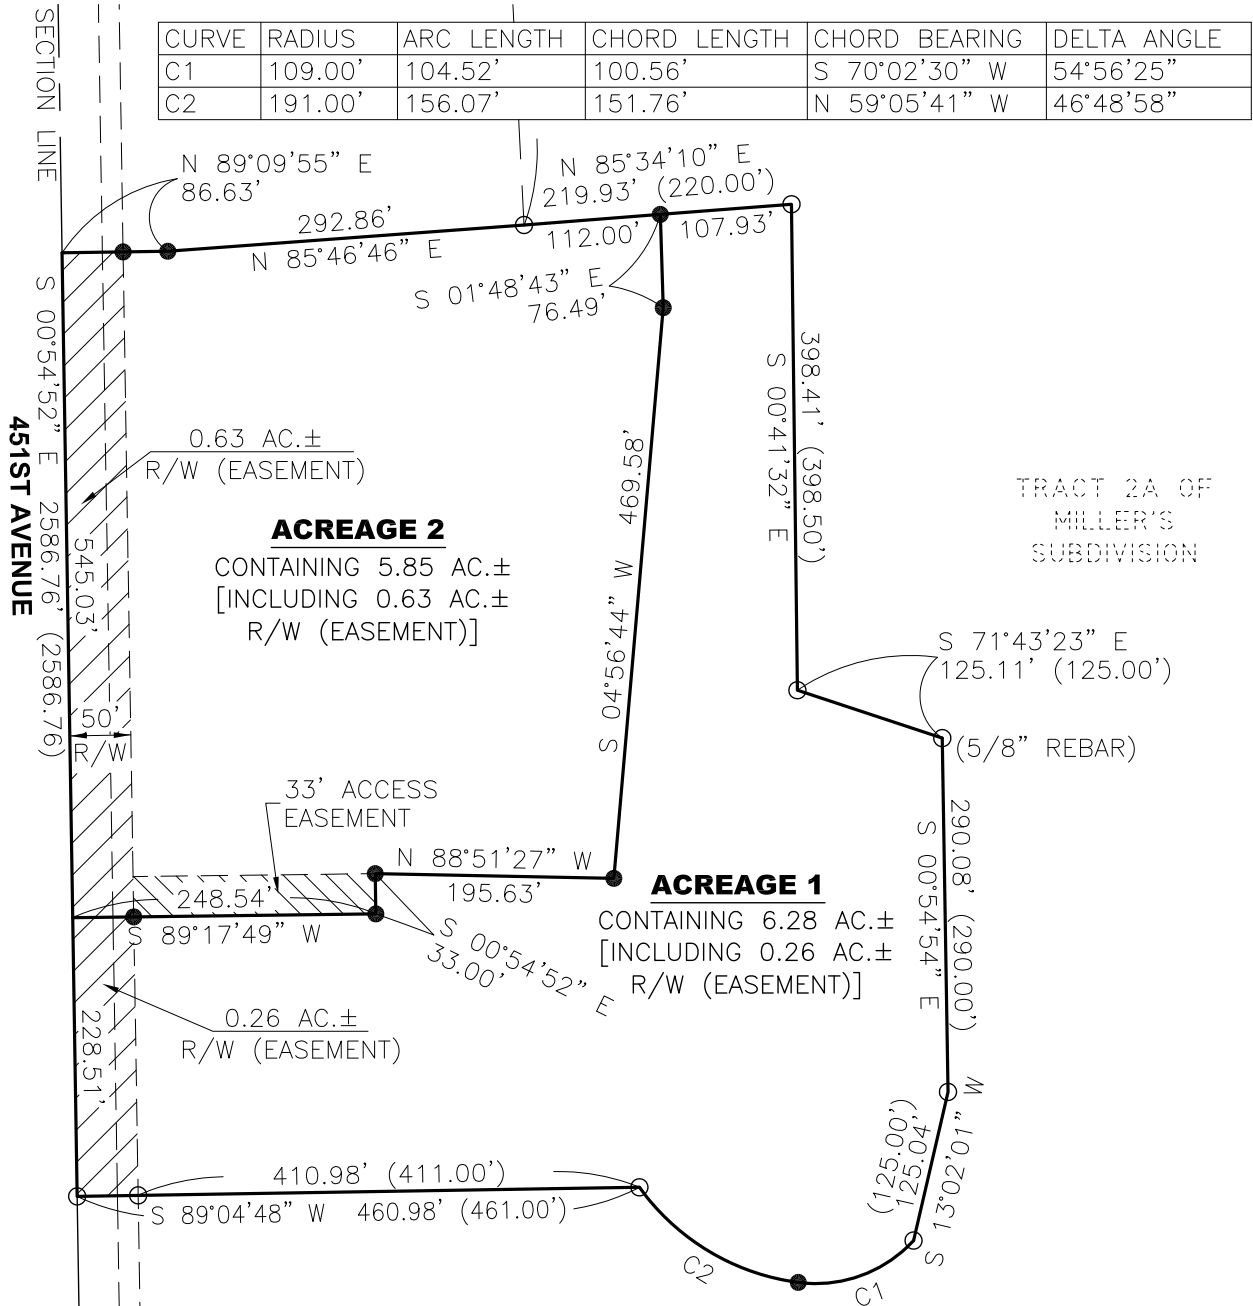 CURVE RADIUS ARC LENGTH CHORD LENGTH CHORD BEARING DELTA ANGLE
C1 109.00' 104.52' 100.56' S 70°02'30" W 54°56'25"
C2 191.00' 156.07' 151.76' N 59°05'41" W 46°48'58"
SECTION LINE
N 89°09'55" E
86.63'
292.86'
N 85°46'46" E
N 85°34'10" E
219.93' (220.00')
112.00'
107.93'
S 01°48'43" E
76.49'
S 00°54'52" E 2586.76' (2586.76)
451ST AVENUE
545.03'
0.63 AC.±
R/W (EASEMENT)
ACREAGE 2
CONTAINING 5.85 AC.±
[INCLUDING 0.63 AC.±
R/W (EASEMENT)]
S 04°56'44" W 469.58'
398.41' (398.50')
S 00°41'32" E
TRACT 2A OF
MILLER'S
SUBDIVISION
S 71°43'23" E
125.11' (125.00')
(5/8" REBAR)
50'
R/W
33' ACCESS
EASEMENT
N 88°51'27" W
195.63'
248.54'
S 89°17'49" W
S 00°54'52" E
33.00'
ACREAGE 1
CONTAINING 6.28 AC.±
[INCLUDING 0.26 AC.±
R/W (EASEMENT)]
290.08' (290.00')
S 00°54'54" E
0.26 AC.±
R/W (EASEMENT)
228.51'
410.98' (411.00')
S 89°04'48" W 460.98' (461.00')
(125.00')
125.04'
S 13°02'01" W
C2
C1